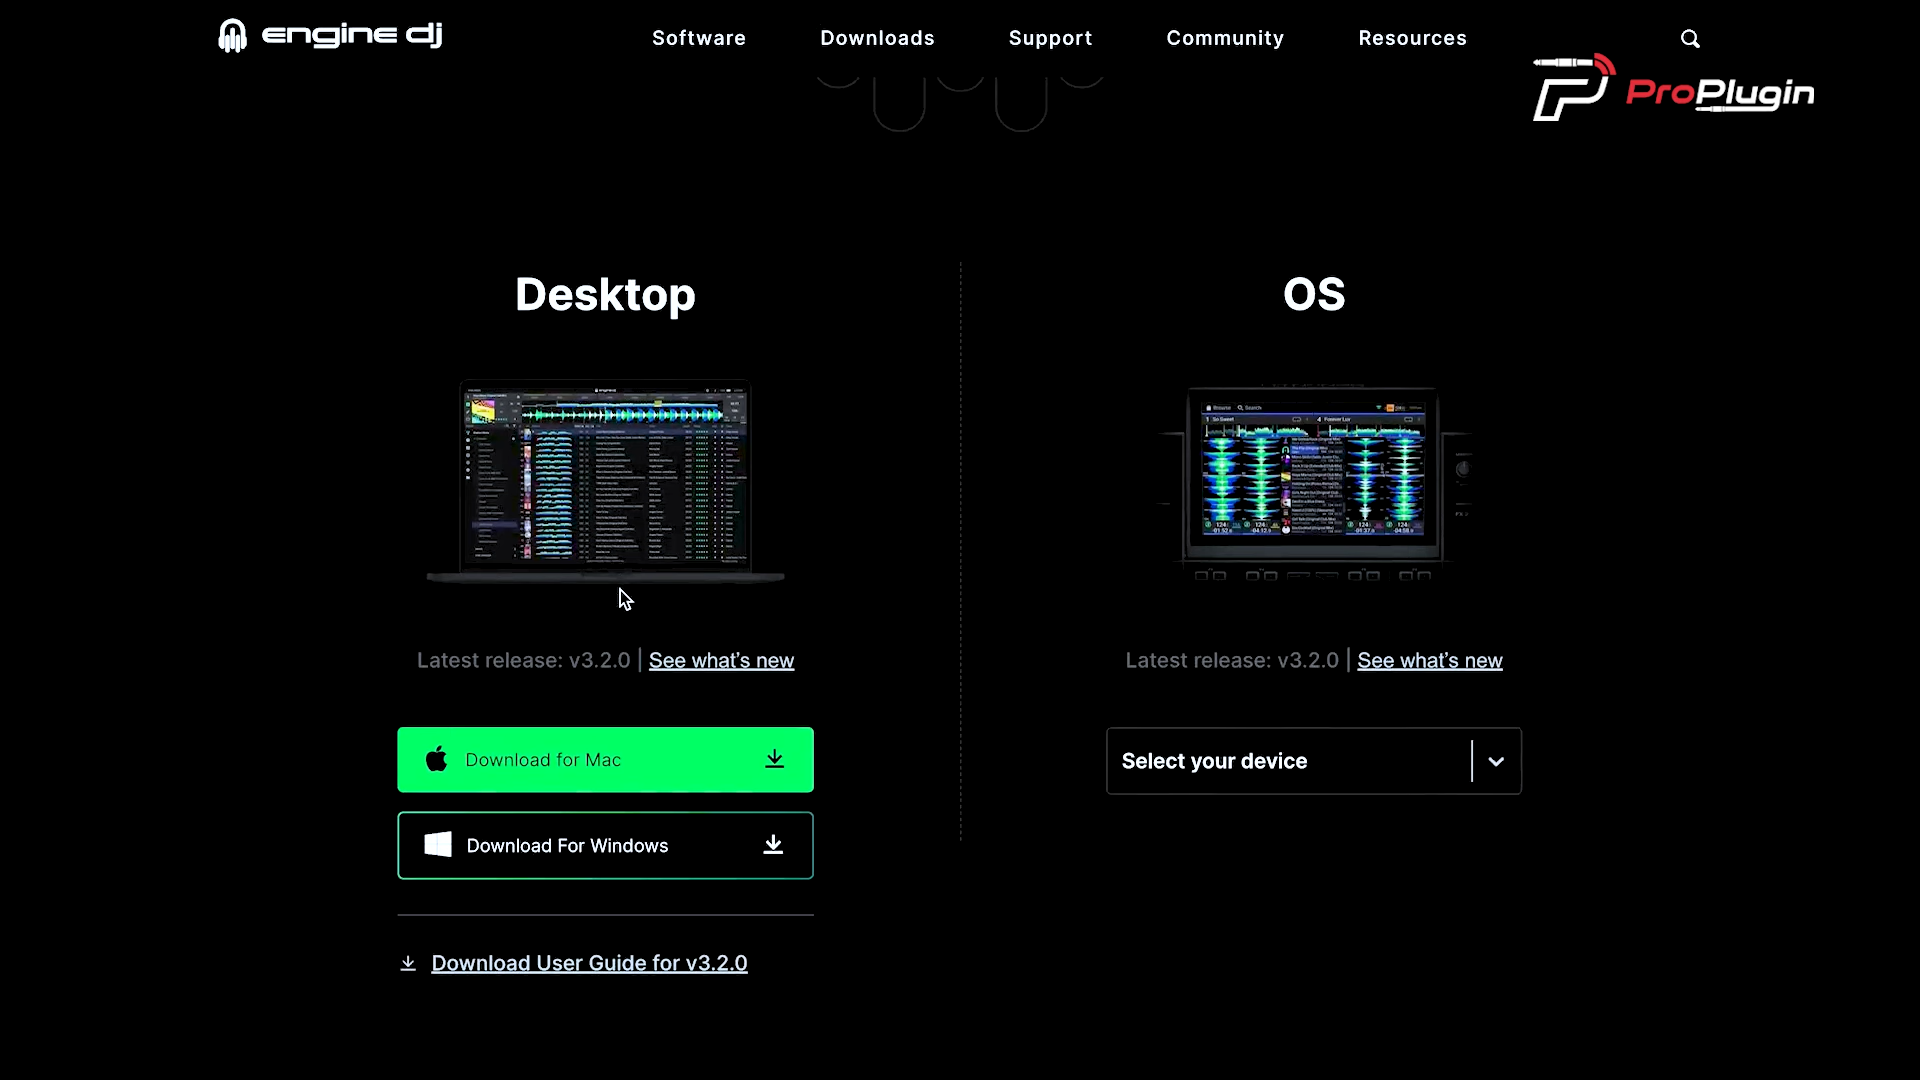 engine dj
Software
Downloads
Support
Community
Resources
ProPlugin
Desktop
OS
Latest release: v3.2.0 | See what's new
Latest release: v3.2.0 | See what's new
Download for Mac
Select your device
Download For Windows
Download User Guide for v3.2.0